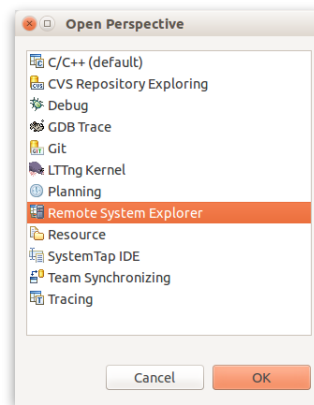 Open Perspective
C/C++ (default)
CVS Repository Exploring
Debug
GDB Trace
Git
LTTng Kernel
Planning
Remote System Explorer
Resource
SystemTap IDE
Team Synchronizing
Tracing
Cancel OK